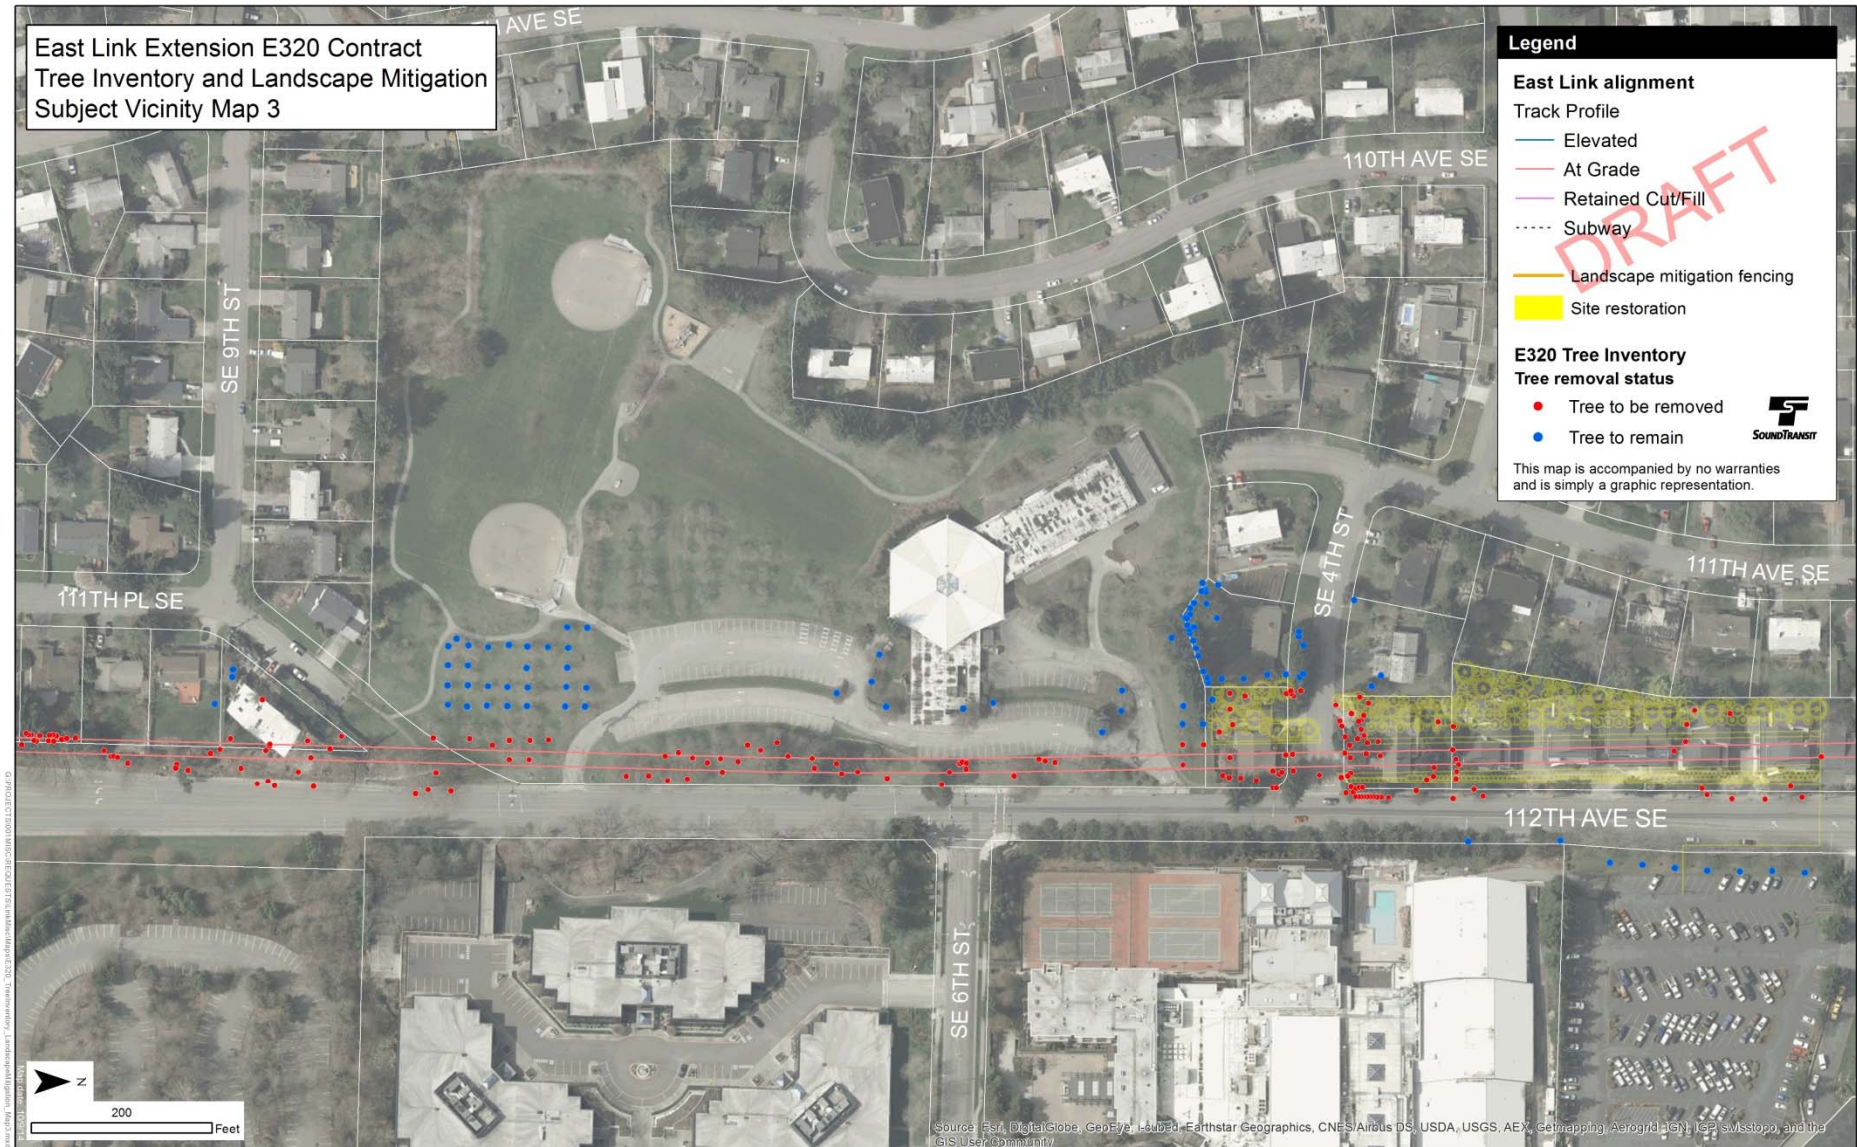 East Link Extension E320 Contract
Tree Inventory and Landscape Mitigation
Subject Vicinity Map 3
TH AVE SE
Legend
East Link alignment
Track Profile
Elevated
At Grade
Retained Cut/Fill
Subway
DRAFT
Landscape mitigation fencing
Site restoration
E320 Tree Inventory
Tree removal status
Tree to be removed
Tree to remain
SOUNDTRANSIT
This map is accompanied by no warranties
and is simply a graphic representation.
110TH AVE SE
SE 9TH ST
SE 4TH ST
111TH AVE SE
111TH PL SE
112TH AVE SE
SE 6TH ST
N
200
Feet
Source: Esri, DigitalGlobe, GeoEye, i-cubed, Earthstar Geographics, CNES/Airbus DS, USDA, USGS, AEX, Getmapping, Aerogrid, IGN, IGP, swisstopo, and the
GIS User Community